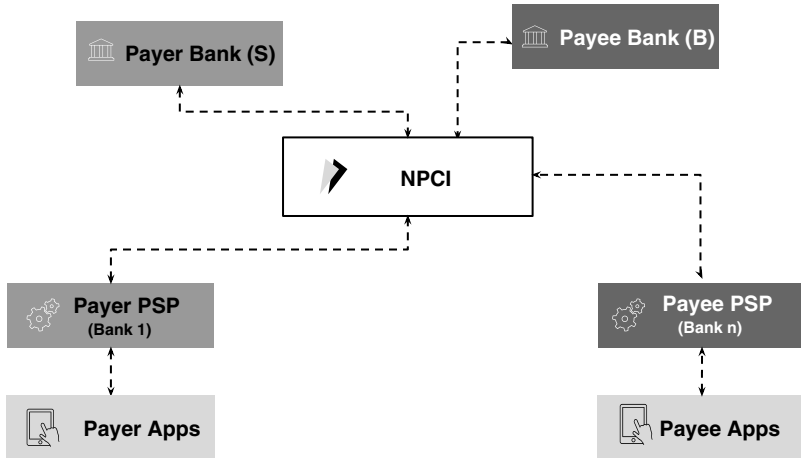 Payer Bank (S)
Payee Bank (B)
NPCI
Payer PSP
(Bank 1)
Payee PSP
(Bank n)
Payer Apps
Payee Apps